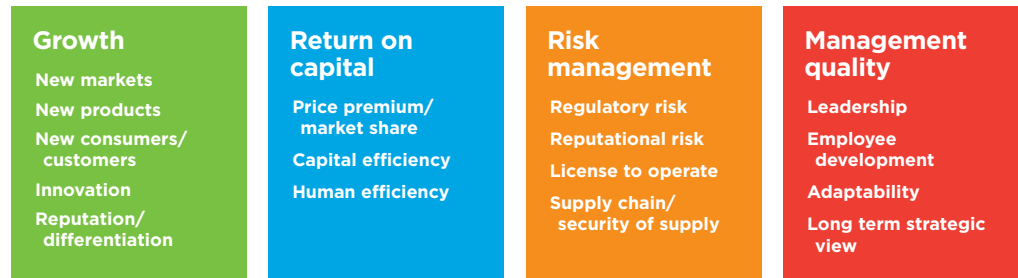 Growth
New markets
New products
New consumers/
customers
Innovation
Reputation/
differentiation
Return on
capital
Price premium/
market share
Capital efficiency
Human efficiency
Risk
management
Regulatory risk
Reputational risk
License to operate
Supply chain/
security of supply
Management
quality
Leadership
Employee
development
Adaptability
Long term strategic
view